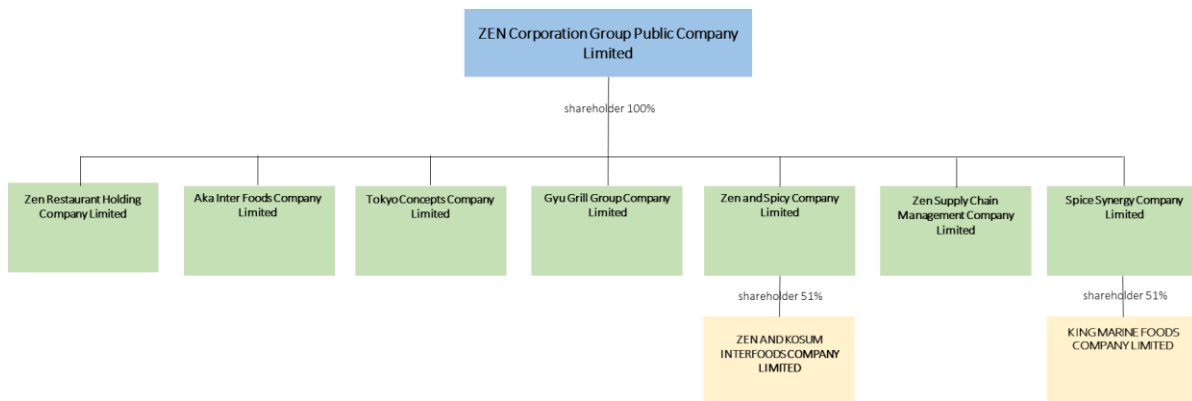 ZEN Corporation Group Public Company
Limited
shareholder 100%
Zen Restaurant Holding
Company Limited
Aka Inter Foods Company
Limited
Tokyo Concepts Company
Limited
Gyu Grill Group Company
Limited
Zen and Spicy Company
Limited
Zen Supply Chain
Management Company
Limited
Spice Synergy Company
Limited
shareholder 51%
shareholder 51%
ZEN AND KOSUM
INTERFOODS COMPANY
LIMITED
KING MARINE FOODS
COMPANY LIMITED